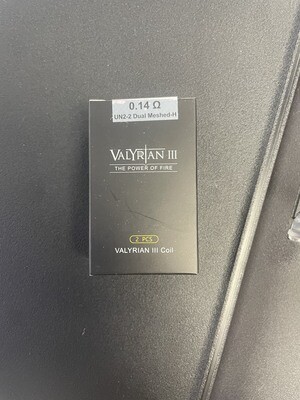 0.14 Ω
UN2-2 Dual Meshed-H
VALYRIAN III
THE POWER OF FIRE
2 PCS
VALYRIAN III Coil